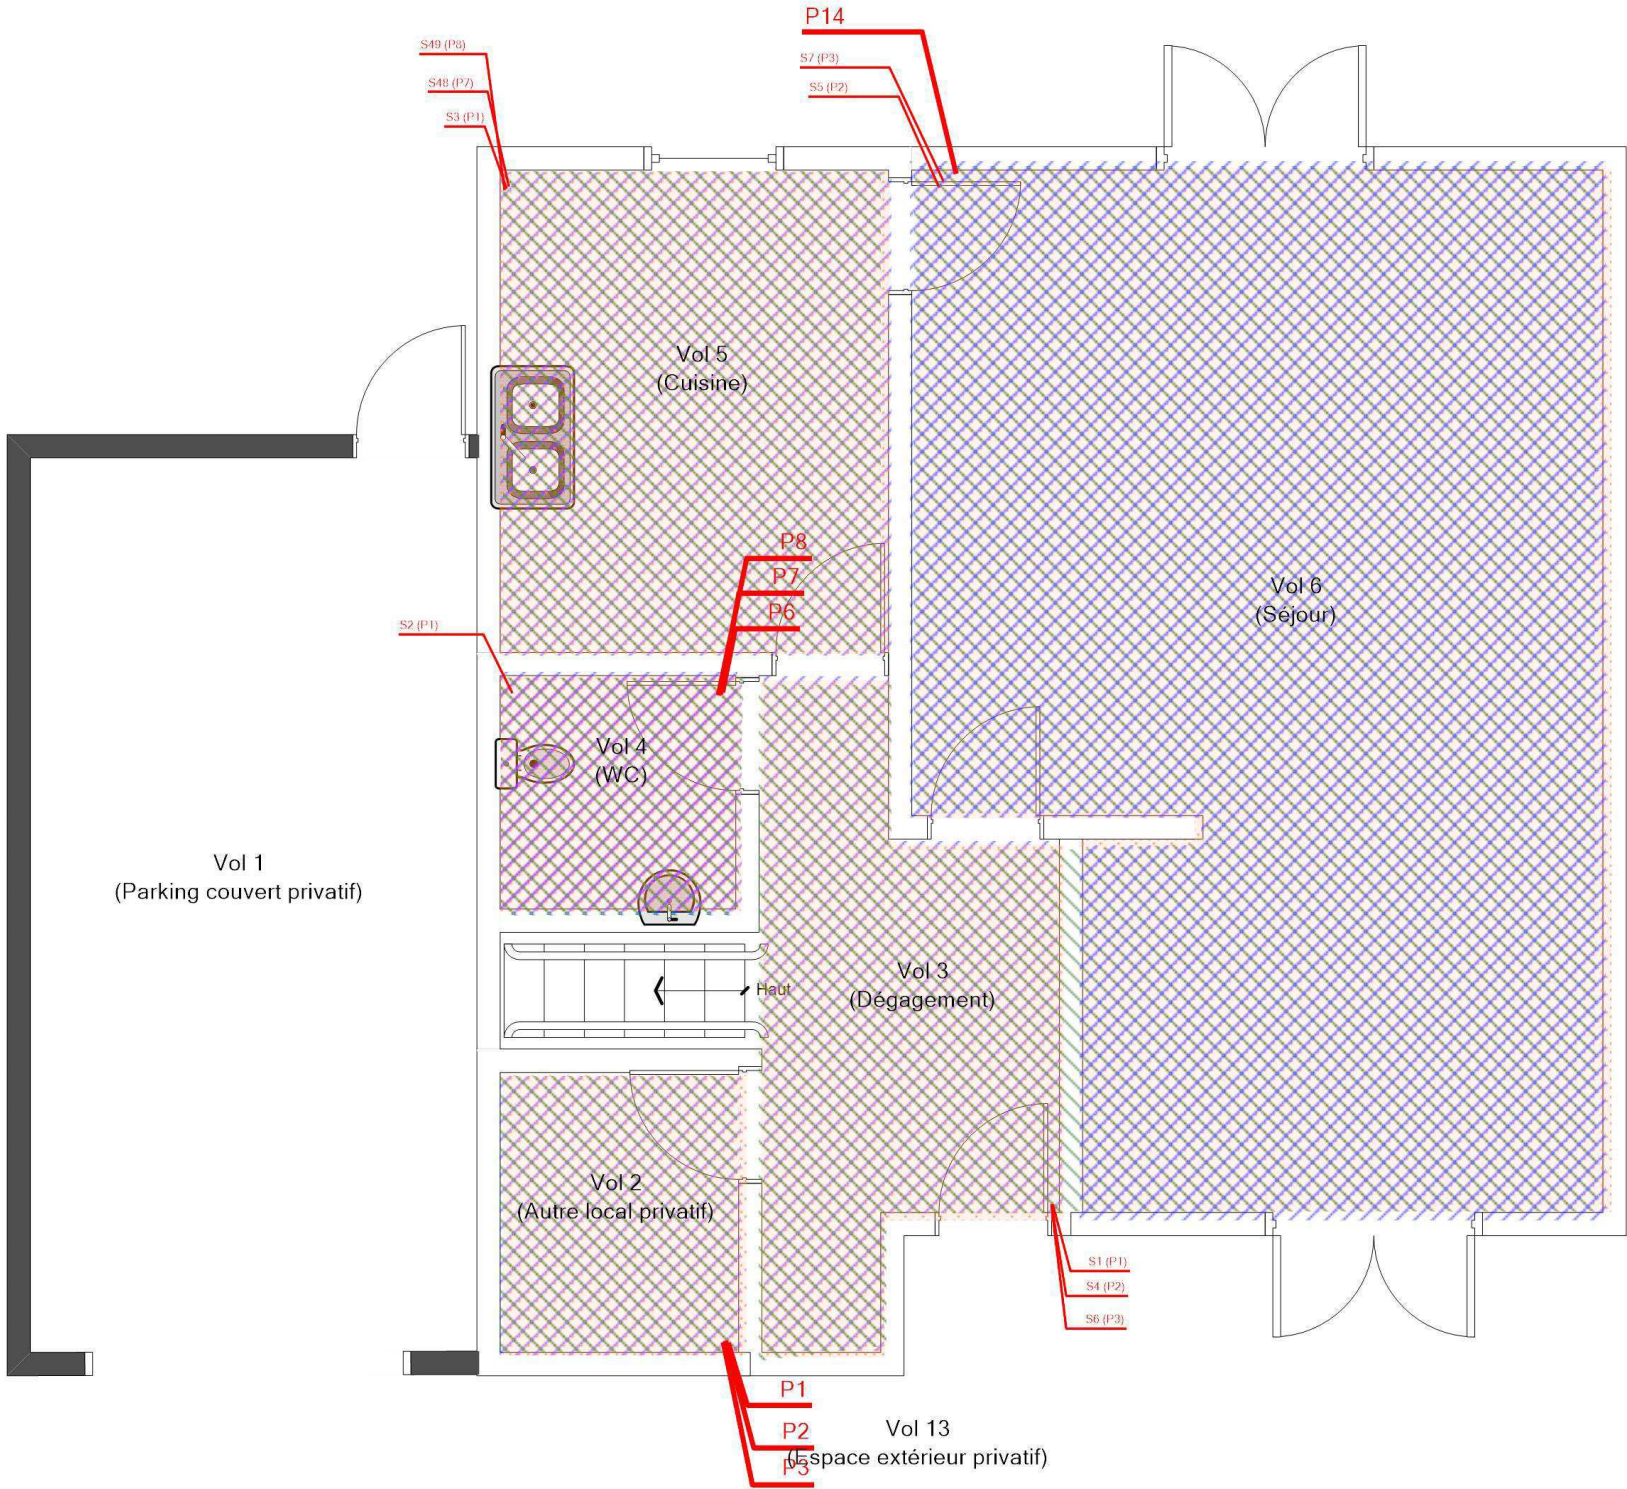 P14
S49 (P8)
S7 (P3)
S48 (P7)
S5 (P2)
S3 (P1)
Vol 5
(Cuisine)
P8
P7
P6
Vol 6
(Séjour)
S2 (P1)
Vol 4
(WC)
Vol 1
(Parking couvert privatif)
Vol 3
(Dégagement)
Haut
Vol 2
(Autre local privatif)
S1 (P1)
S4 (P2)
S6 (P3)
P1
P2
P3
Vol 13
(Espace extérieur privatif)